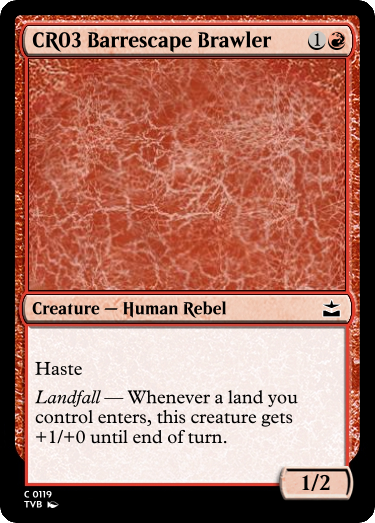 CR03 Barrescape Brawler 1
Creature — Human Rebel
Haste
Landfall — Whenever a land you
control enters, this creature gets
+1/+0 until end of turn.
1/2
C 0119
TVB